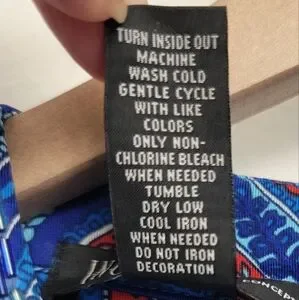 TURN INSIDE OUT
MACHINE
WASH COLD
GENTLE CYCLE
WITH LIKE
COLORS
ONLY NON-
CHLORINE BLEACH
WHEN NEEDED
TUMBLE
DRY LOW
COOL IRON
WHEN NEEDED
DO NOT IRON
DECORATION
CONCEPT